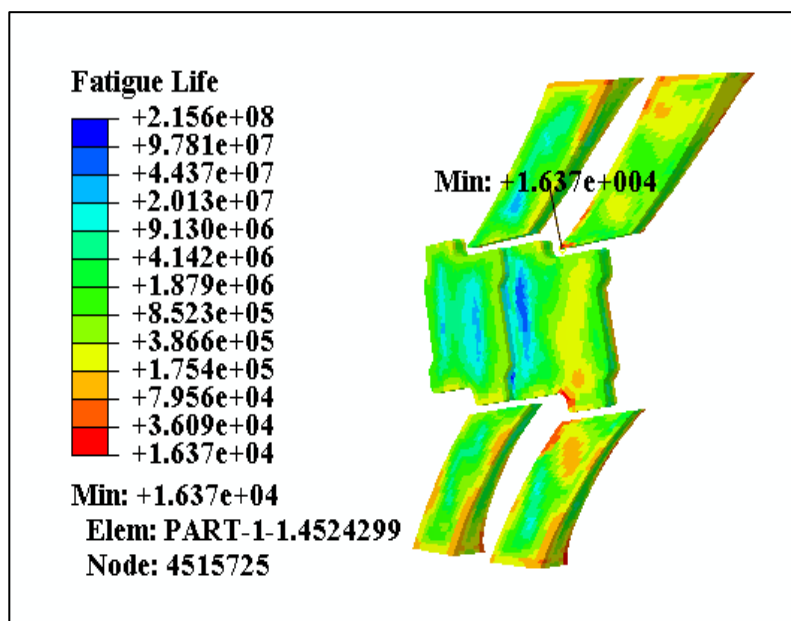 Fatigue Life
+2.156e+08
+9.781e+07
+4.437e+07
+2.013e+07
+9.130e+06
+4.142e+06
+1.879e+06
+8.523e+05
+3.866e+05
+1.754e+05
+7.956e+04
+3.609e+04
+1.637e+04
Min: +1.637e+04
Elem: PART-1-1.4524299
Node: 4515725
Min: +1.637e+004